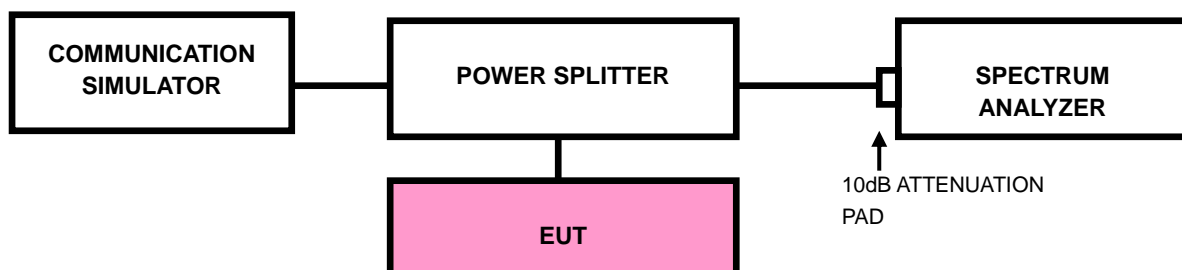 COMMUNICATION
SIMULATOR
POWER SPLITTER
SPECTRUM
ANALYZER
10dB ATTENUATION
PAD
EUT